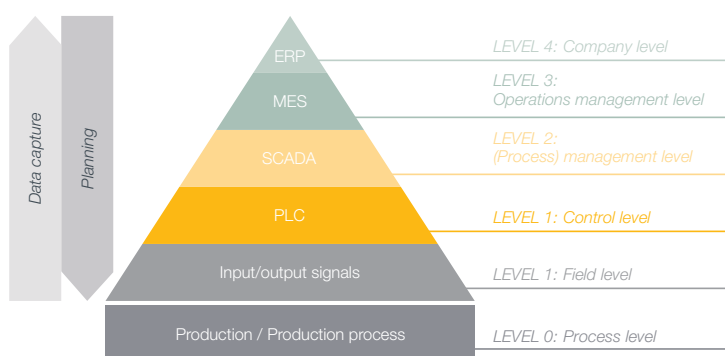 Data capture
Planning
ERP
MES
SCADA
PLC
Input/output signals
Production / Production process
LEVEL 4: Company level
LEVEL 3:
Operations management level
LEVEL 2:
(Process) management level
LEVEL 1: Control level
LEVEL 1: Field level
LEVEL 0: Process level